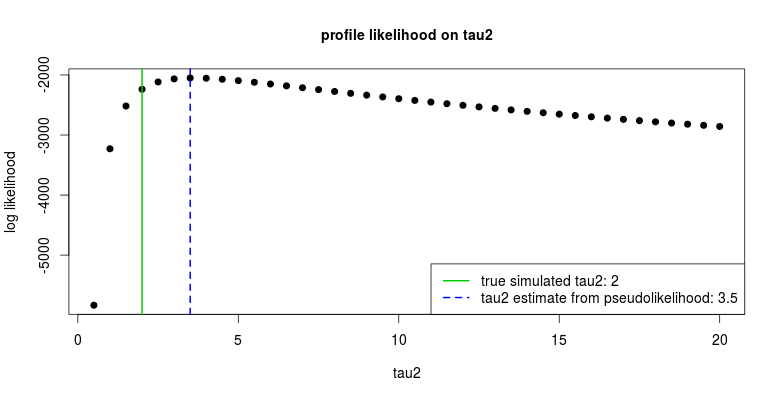 profile likelihood on tau2
log likelihood
-2000
-3000
-4000
-5000
true simulated tau2: 2
tau2 estimate from pseudolikelihood: 3.5
0 5 10 15 20
tau2